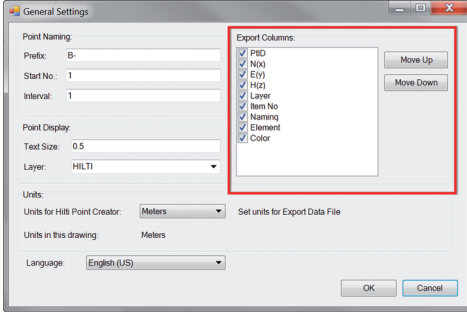 General Settings
Point Naming:
Prefix: B-
Start No.: 1
Interval: 1
Point Display:
Text Size: 0.5
Layer: HILTI
Export Columns:
PtID
N(x)
E(y)
H(z)
Layer
Item No
Naming
Element
Color
Move Up
Move Down
Units:
Units for Hilti Point Creator: Meters Set units for Export Data File
Units in this drawing: Meters
Language: English (US)
OK Cancel